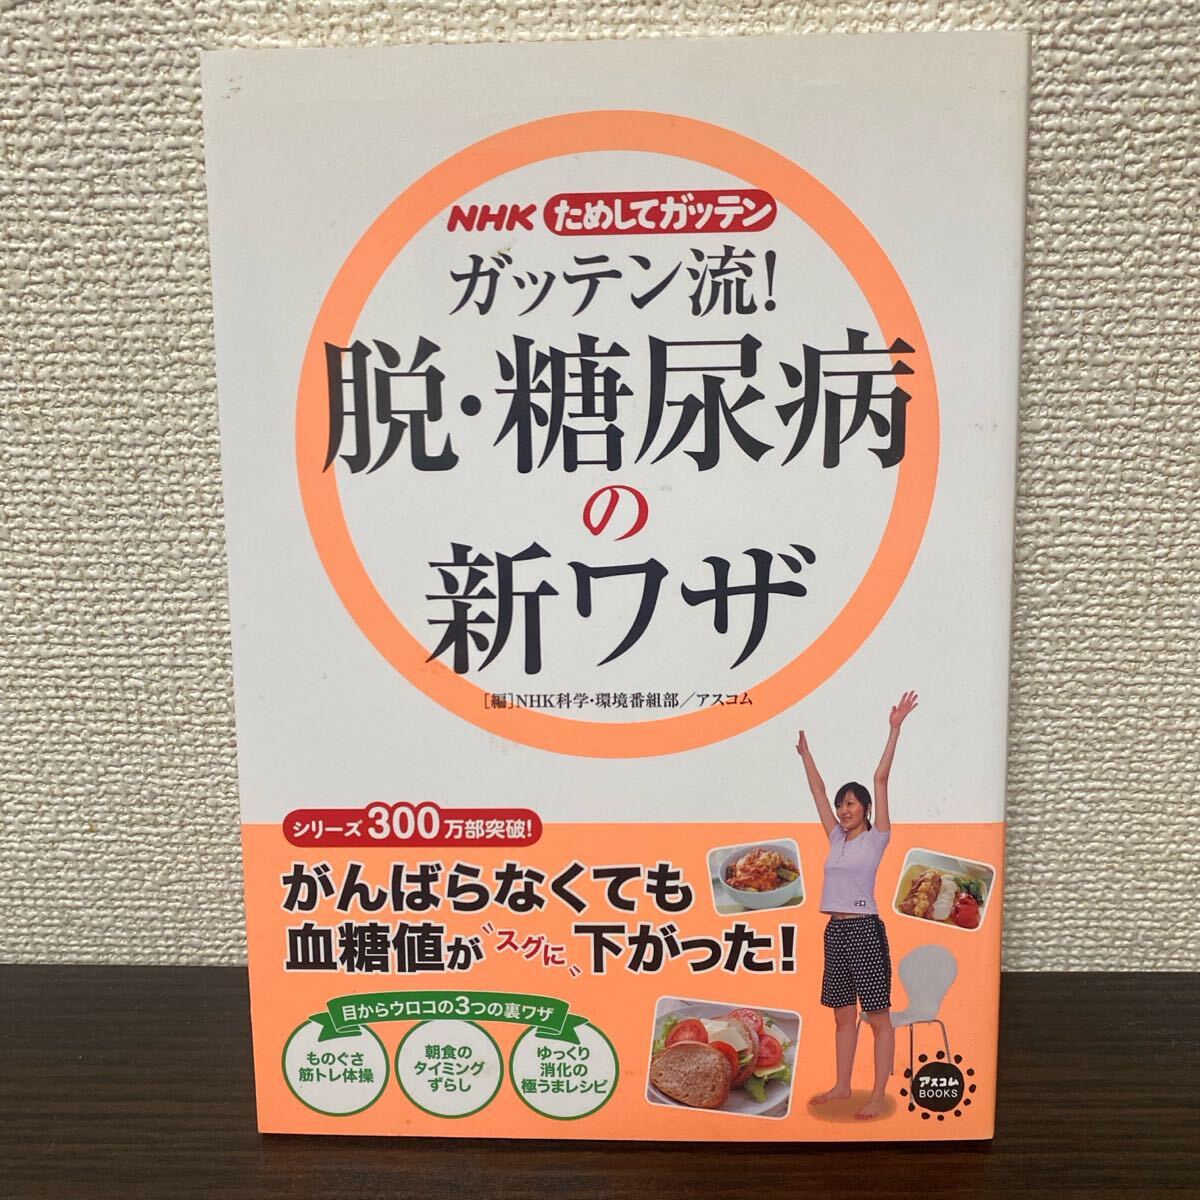 NHK ためしてガッテン
ガッテン流!
脱・糖尿病
の
新ワザ
[編]NHK科学・環境番組部/アスコム
シリーズ300万部突破!
がんばらなくても
血糖値が〝スグに〟下がった!
目からウロコの3つの裏ワザ
ものぐさ
筋トレ体操
朝食の
タイミング
ずらし
ゆっくり
消化の
極うまレシピ
アスコム
BOOKS